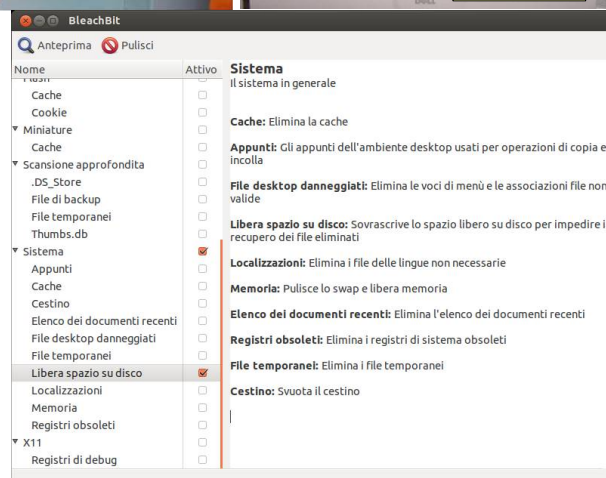 DELL
BleachBit
Anteprima
Pulisci
Nome
Attivo
Flash
Cache
Cookie
Miniature
Cache
Scansione approfondita
.DS_Store
File di backup
File temporanei
Thumbs.db
Sistema
Appunti
Cache
Cestino
Elenco dei documenti recenti
File desktop danneggiati
File temporanei
Libera spazio su disco
Localizzazioni
Memoria
Registri obsoleti
X11
Registri di debug
Sistema
Il sistema in generale
Cache: Elimina la cache
Appunti: Gli appunti dell'ambiente desktop usati per operazioni di copia e
incolla
File desktop danneggiati: Elimina le voci di menù e le associazioni file non
valide
Libera spazio su disco: Sovrascrive lo spazio libero su disco per impedire i
recupero dei file eliminati
Localizzazioni: Elimina i file delle lingue non necessarie
Memoria: Pulisce lo swap e libera memoria
Elenco dei documenti recenti: Elimina l'elenco dei documenti recenti
Registri obsoleti: Elimina i registri di sistema obsoleti
File temporanei: Elimina i file temporanei
Cestino: Svuota il cestino